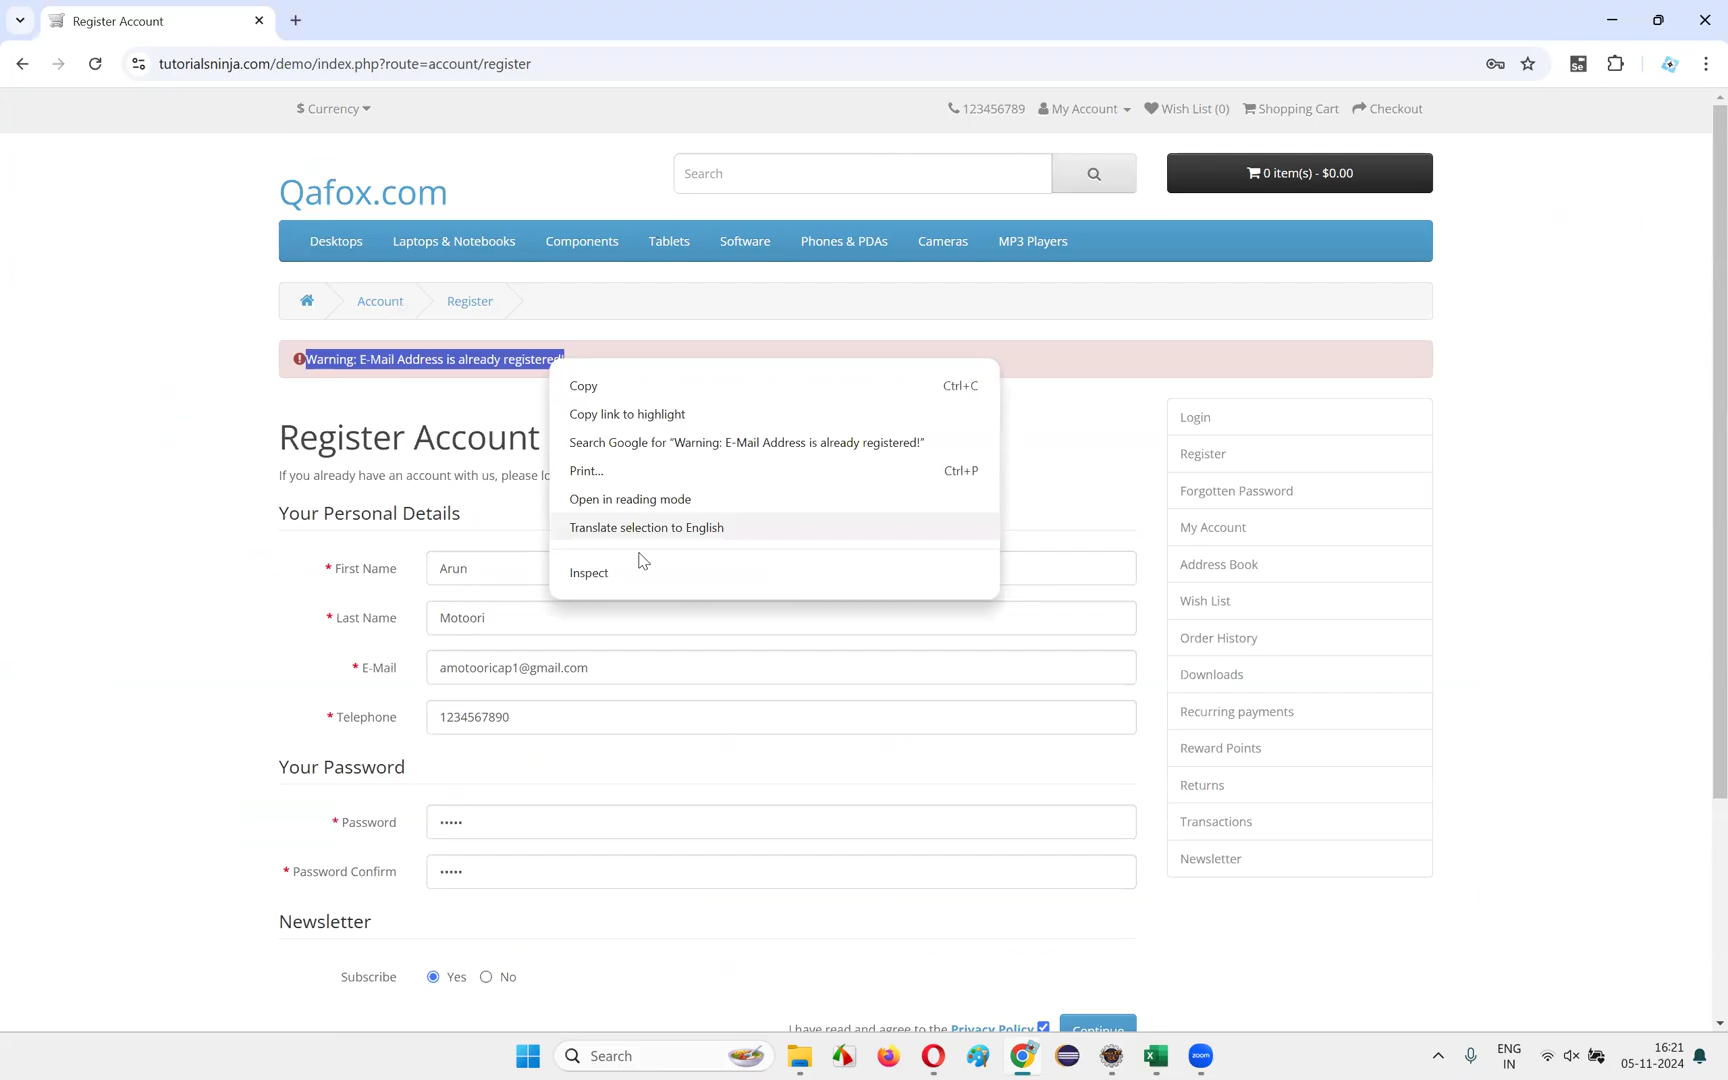 Register Account
tutorialsninja.com/demo/index.php?route=account/register
$ Currency
123456789 My Account Wish List (0) Shopping Cart Checkout
Qafox.com
Search
0 item(s) - $0.00
Desktops Laptops & Notebooks Components Tablets Software Phones & PDAs Cameras MP3 Players
Account Register
Warning: E-Mail Address is already registered!
Copy Ctrl+C
Copy link to highlight
Search Google for “Warning: E-Mail Address is already registered!”
Print... Ctrl+P
Open in reading mode
Translate selection to English
Inspect
Register Account
If you already have an account with us, please lo
Your Personal Details
* First Name Arun
* Last Name Motoori
* E-Mail amotooricap1@gmail.com
* Telephone 1234567890
Your Password
* Password •••••
* Password Confirm •••••
Newsletter
Subscribe Yes No
I have read and agree to the Privacy Policy Continue
Login
Register
Forgotten Password
My Account
Address Book
Wish List
Order History
Downloads
Recurring payments
Reward Points
Returns
Transactions
Newsletter
Search
zoom
ENG
IN
16:21
05-11-2024